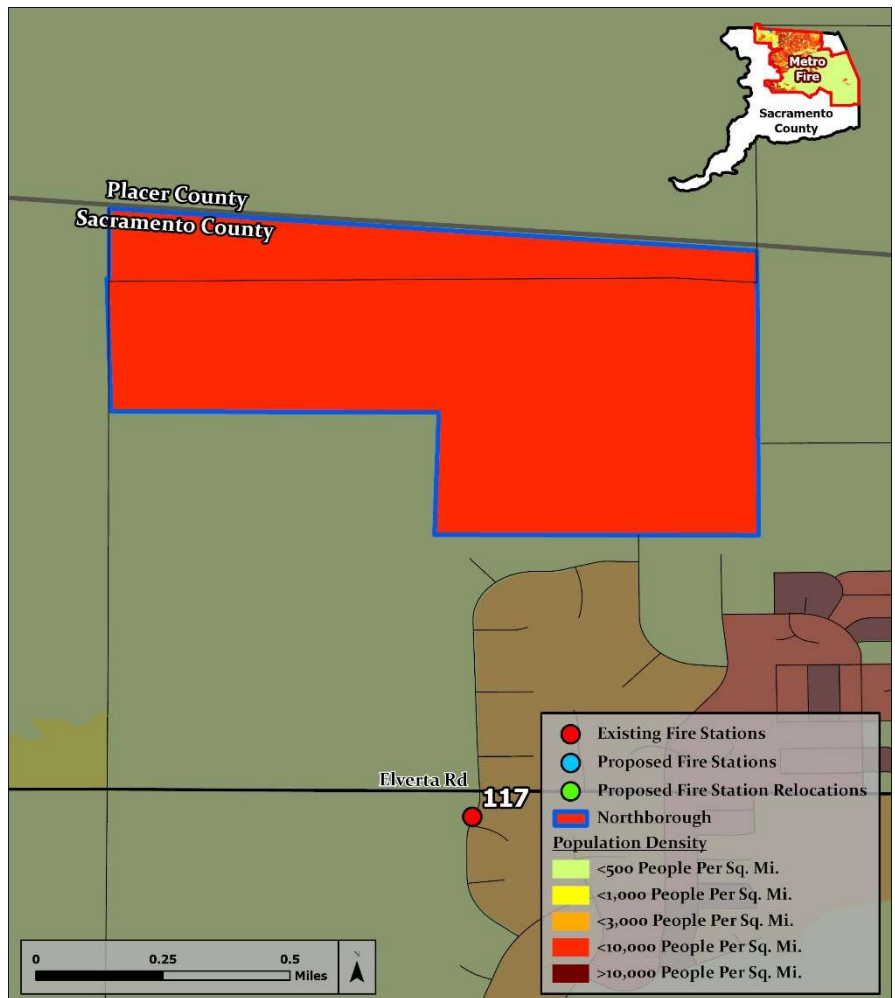 Metro
Fire
Sacramento
County
Placer County
Sacramento County
Elverta Rd
117
Existing Fire Stations
Proposed Fire Stations
Proposed Fire Station Relocations
Northborough
Population Density
<500 People Per Sq. Mi.
<1,000 People Per Sq. Mi.
<3,000 People Per Sq. Mi.
<10,000 People Per Sq. Mi.
>10,000 People Per Sq. Mi.
0 0.25 0.5
Miles
N